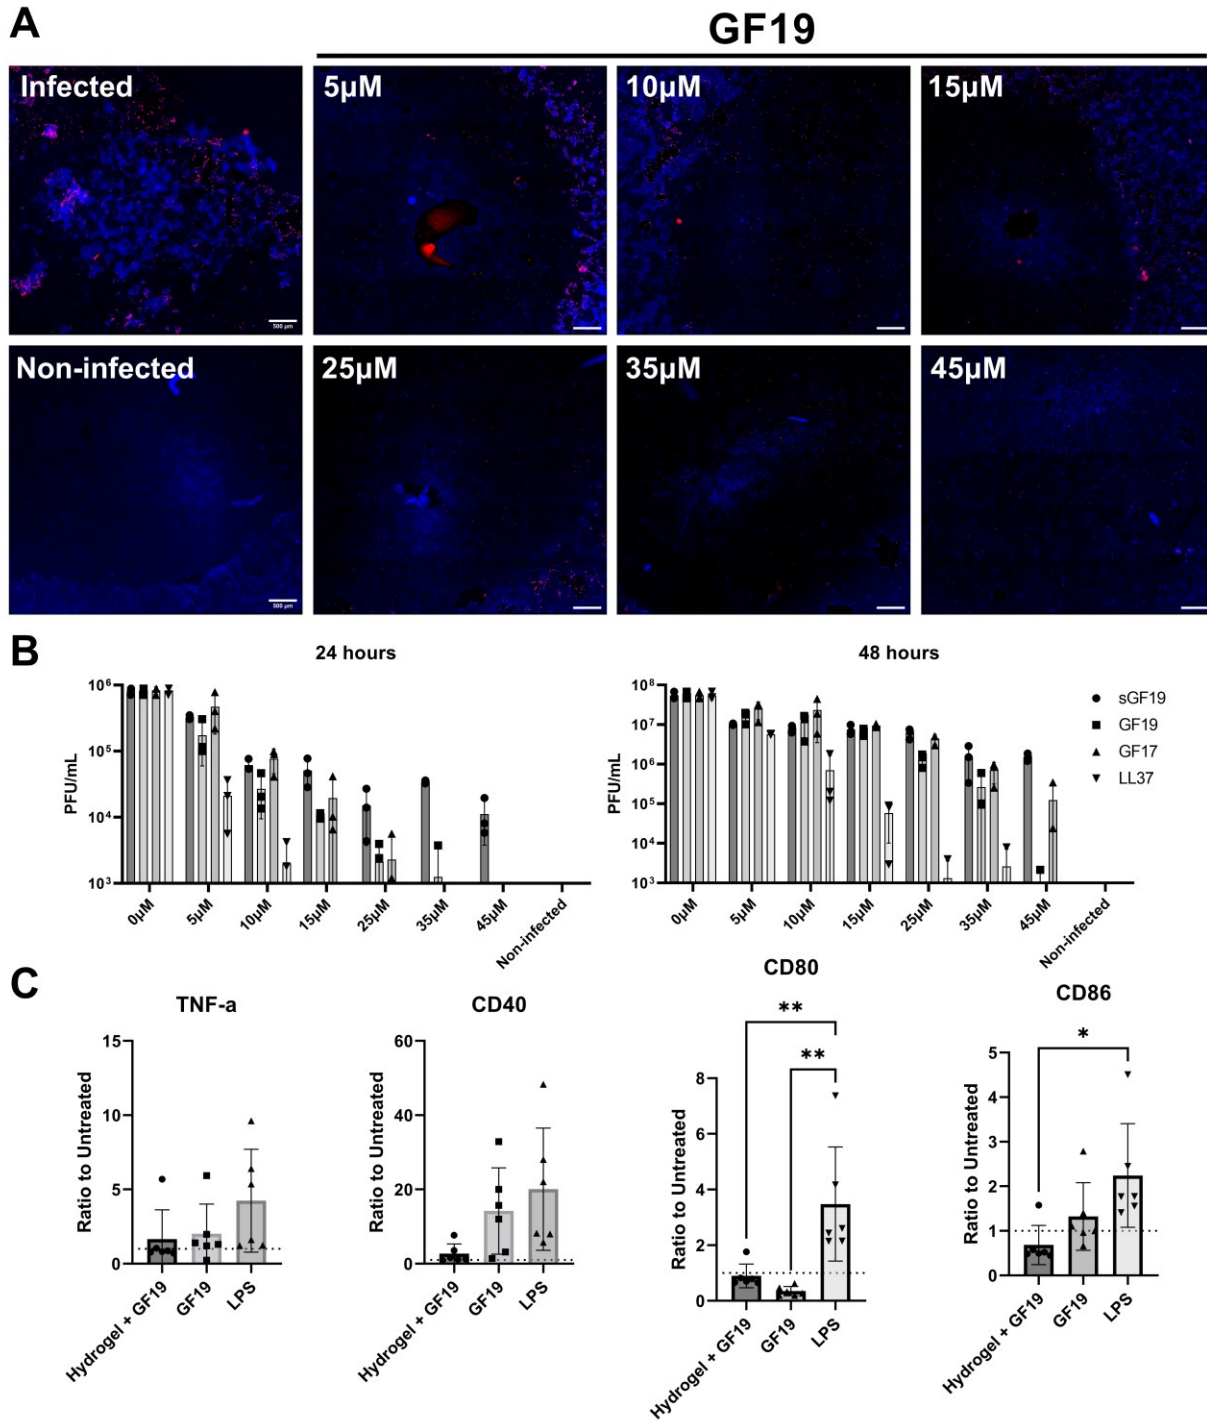 A
GF19
Infected
5µM
10µM
15µM
500 µm
Non-infected
25µM
35µM
45µM
500 µm
B
24 hours
48 hours
PFU/mL
10⁶
10⁵
10⁴
10³
0µM
5µM
10µM
15µM
25µM
35µM
45µM
Non-infected
PFU/mL
10⁸
10⁷
10⁶
10⁵
10⁴
10³
0µM
5µM
10µM
15µM
25µM
35µM
45µM
Non-infected
sGF19
GF19
GF17
LL37
C
TNF-a
Ratio to Untreated
15
10
5
0
Hydrogel + GF19
GF19
LPS
CD40
Ratio to Untreated
60
40
20
0
Hydrogel + GF19
GF19
LPS
CD80
**
**
Ratio to Untreated
8
6
4
2
0
Hydrogel + GF19
GF19
LPS
CD86
*
Ratio to Untreated
5
4
3
2
1
0
Hydrogel + GF19
GF19
LPS